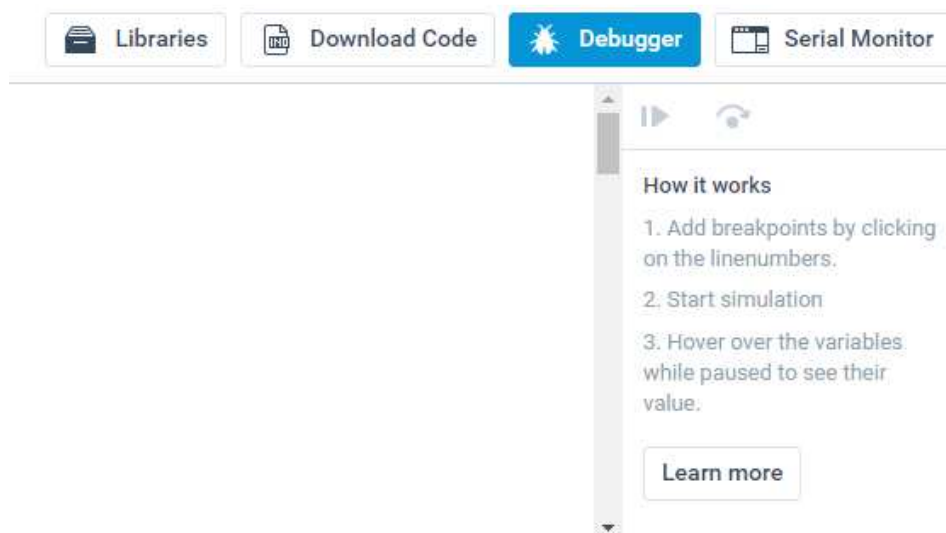 Libraries
Download Code
Debugger
Serial Monitor
How it works
1. Add breakpoints by clicking
on the linenumbers.
2. Start simulation
3. Hover over the variables
while paused to see their
value.
Learn more